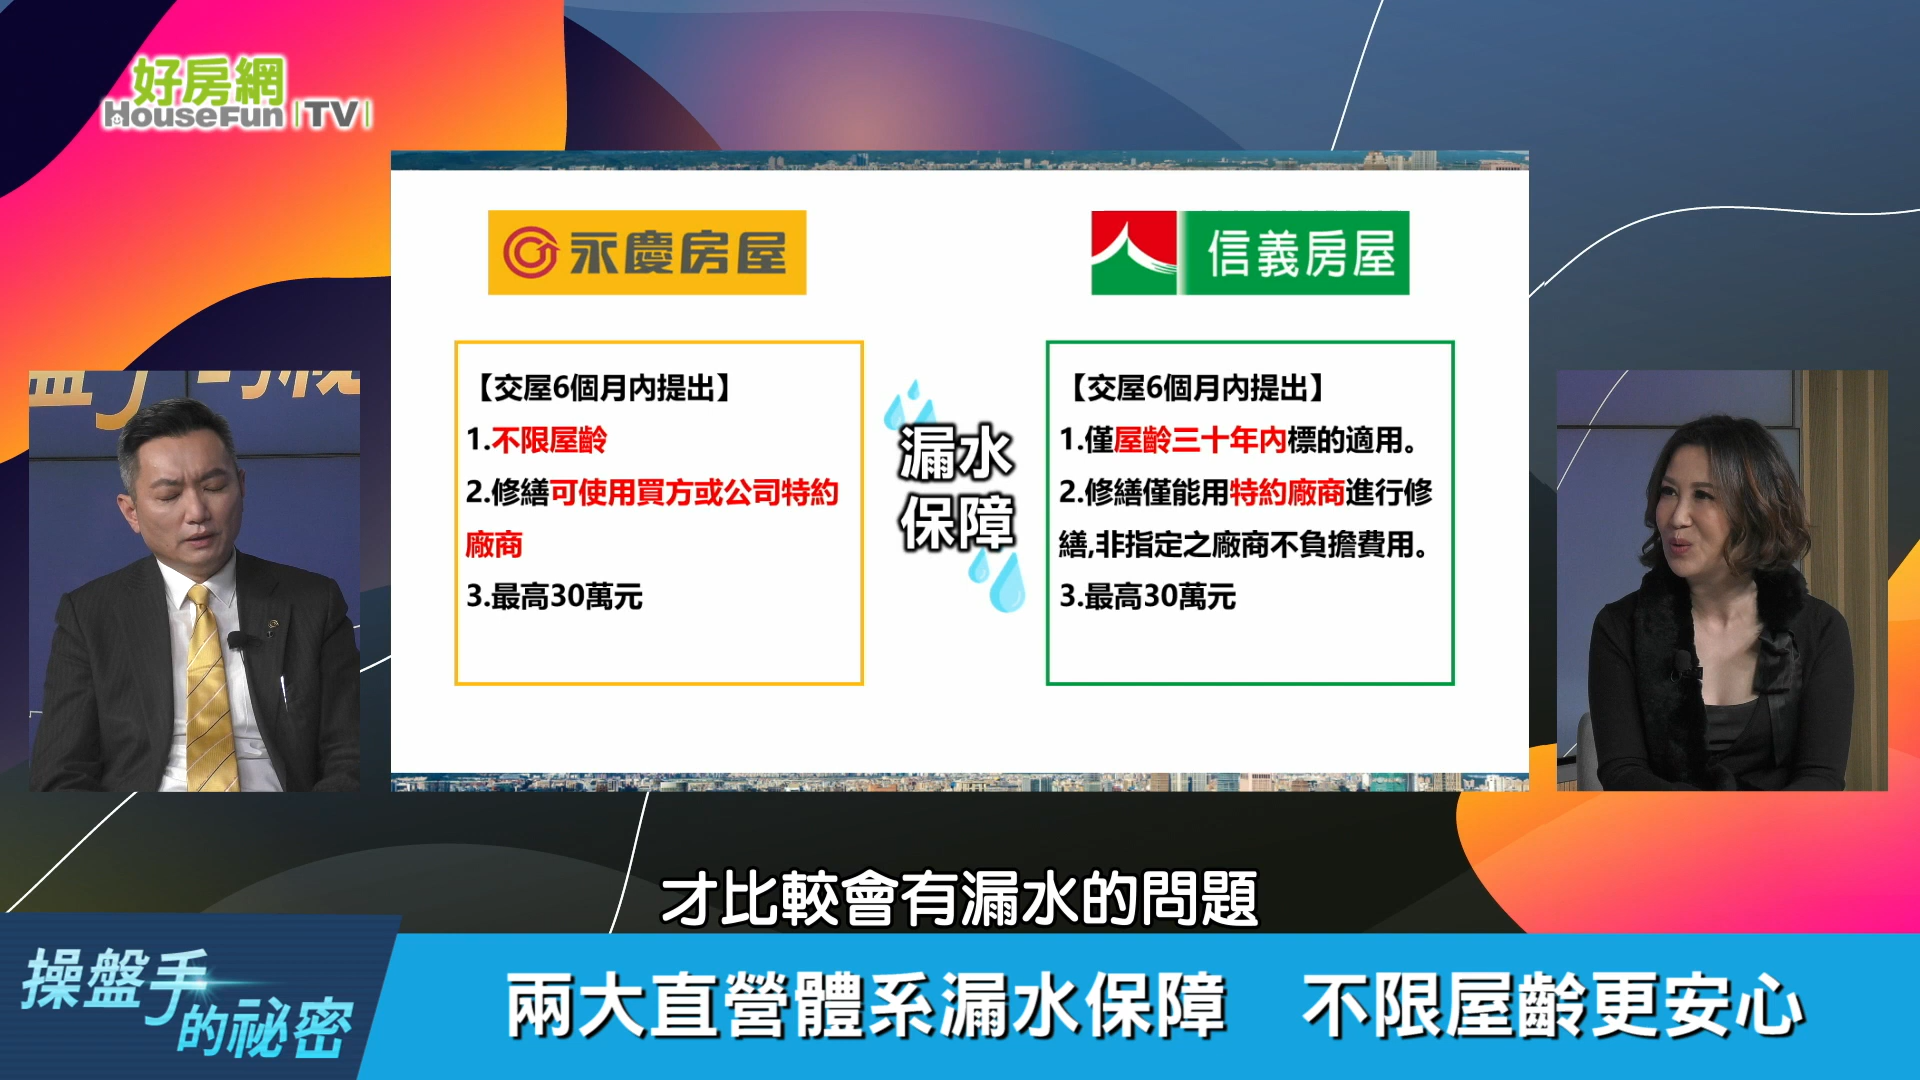 好房網
HouseFun TV
永慶房屋
信義房屋
【交屋6個月內提出】
1.不限屋齡
2.修繕可使用買方或公司特約
廠商
3.最高30萬元
漏水
保障
【交屋6個月內提出】
1.僅屋齡三十年內標的適用。
2.修繕僅能用特約廠商進行修
繕,非指定之廠商不負擔費用。
3.最高30萬元
才比較會有漏水的問題
操盤手
的祕密
兩大直營體系漏水保障 不限屋齡更安心